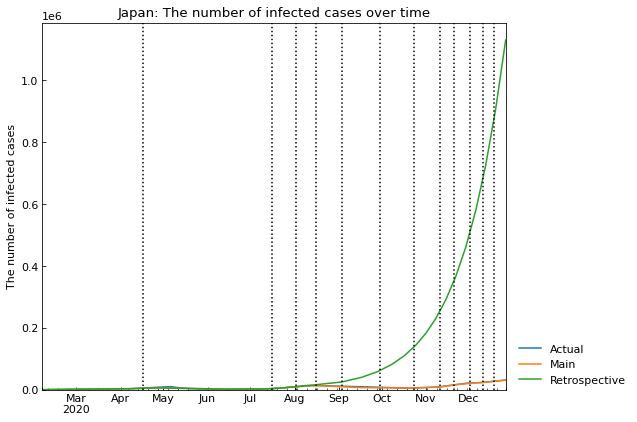 Japan: The number of infected cases over time
1e6
The number of infected cases
1.0
0.8
0.6
0.4
0.2
0.0
Mar Apr May Jun Jul Aug Sep Oct Nov Dec
2020
Actual
Main
Retrospective